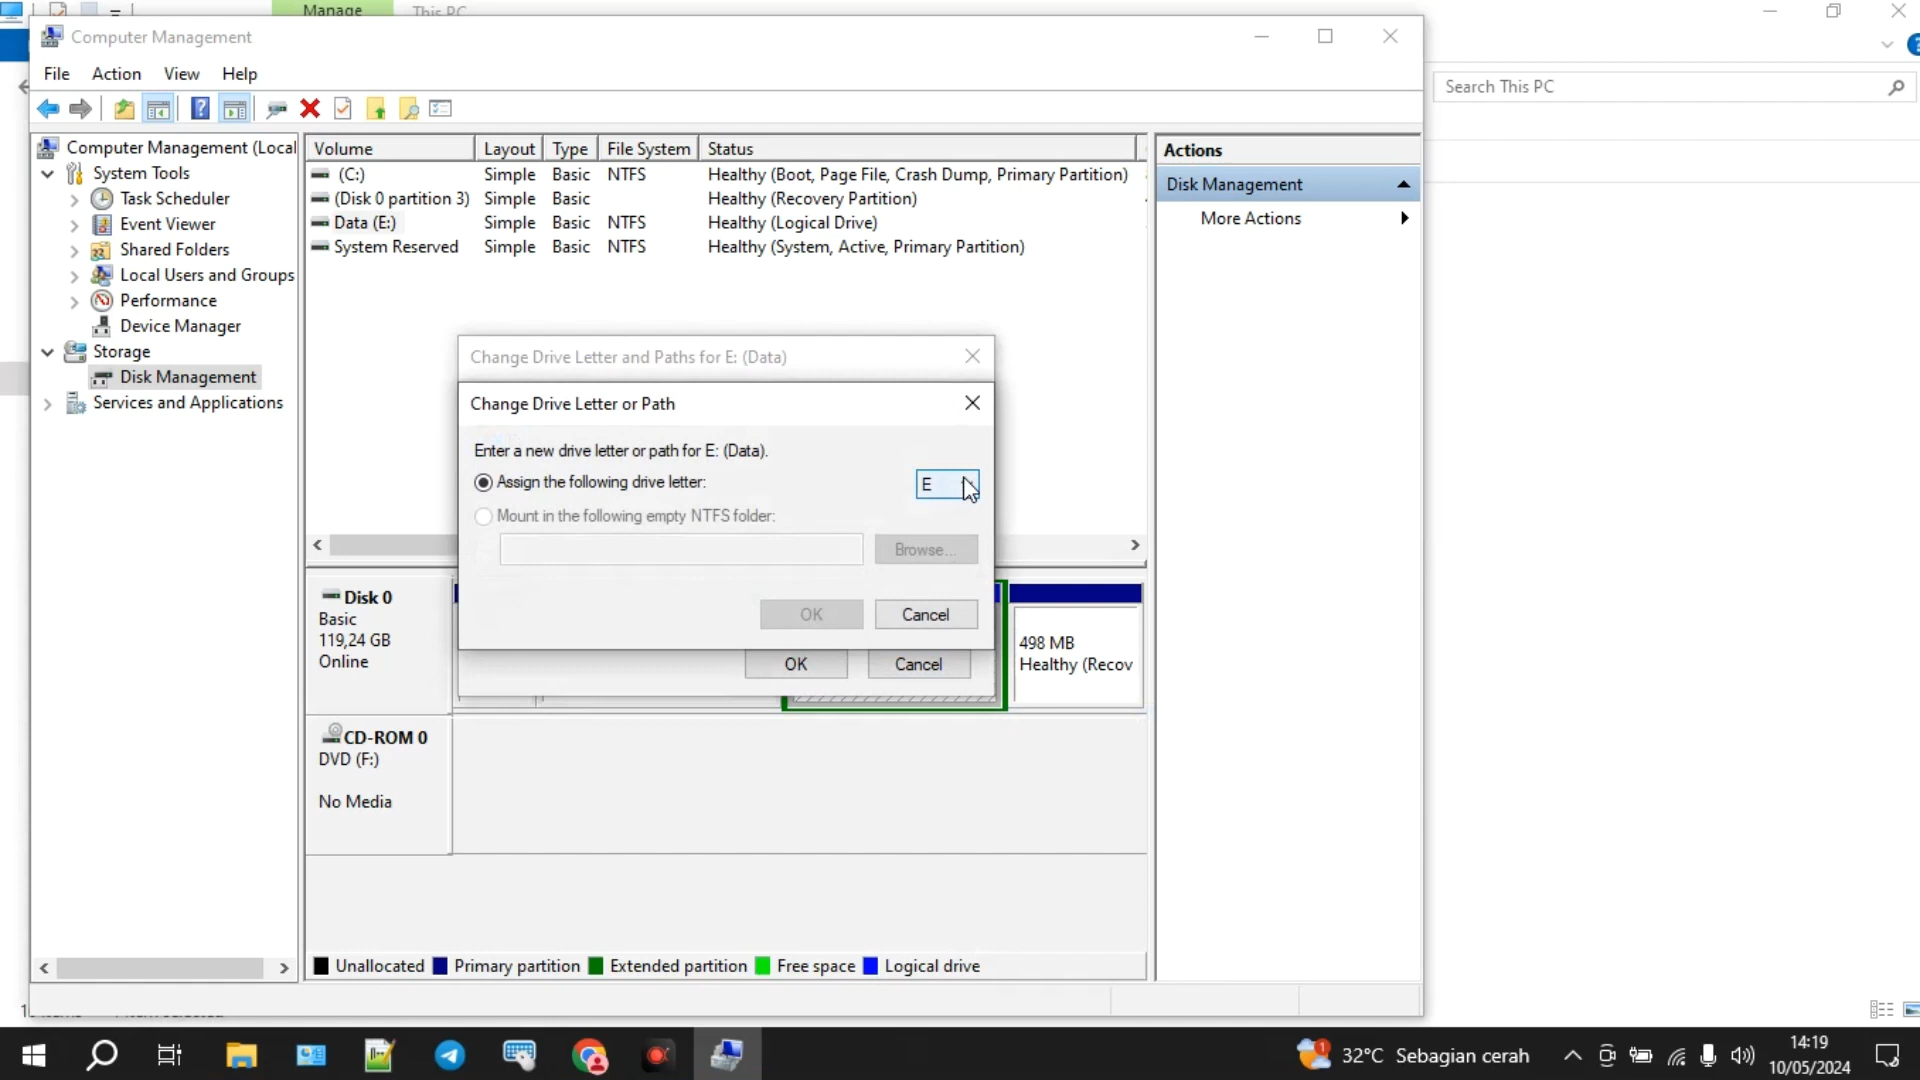 Manage
This PC
Computer Management
File Action View Help
Search This PC
Computer Management (Local
System Tools
Task Scheduler
Event Viewer
Shared Folders
Local Users and Groups
Performance
Device Manager
Storage
Disk Management
Services and Applications
Volume Layout Type File System Status
(C:) Simple Basic NTFS Healthy (Boot, Page File, Crash Dump, Primary Partition)
(Disk 0 partition 3) Simple Basic Healthy (Recovery Partition)
Data (E:) Simple Basic NTFS Healthy (Logical Drive)
System Reserved Simple Basic NTFS Healthy (System, Active, Primary Partition)
Actions
Disk Management
More Actions
Change Drive Letter and Paths for E: (Data)
Change Drive Letter or Path
Enter a new drive letter or path for E: (Data).
Assign the following drive letter:
E
Mount in the following empty NTFS folder:
Browse...
OK Cancel
OK Cancel
Disk 0
Basic
119,24 GB
Online
498 MB
Healthy (Recov
CD-ROM 0
DVD (F:)
No Media
Unallocated Primary partition Extended partition Free space Logical drive
32°C Sebagian cerah
14:19
10/05/2024